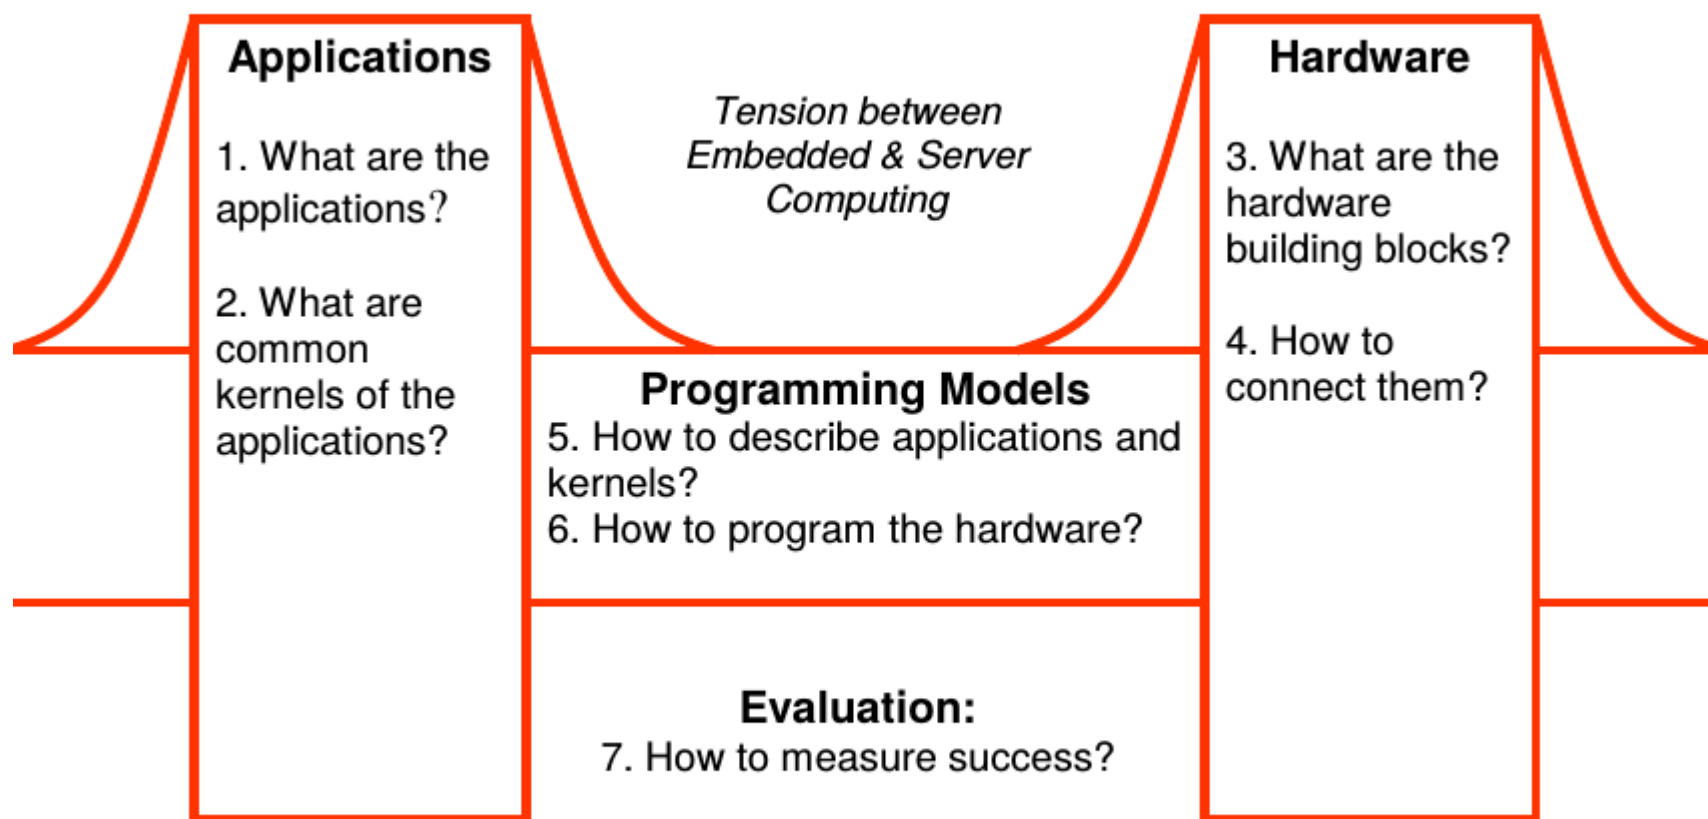 Applications
1. What are the
applications?
2. What are
common
kernels of the
applications?
Tension between
Embedded & Server
Computing
Hardware
3. What are the
hardware
building blocks?
4. How to
connect them?
Programming Models
5. How to describe applications and
kernels?
6. How to program the hardware?
Evaluation:
7. How to measure success?